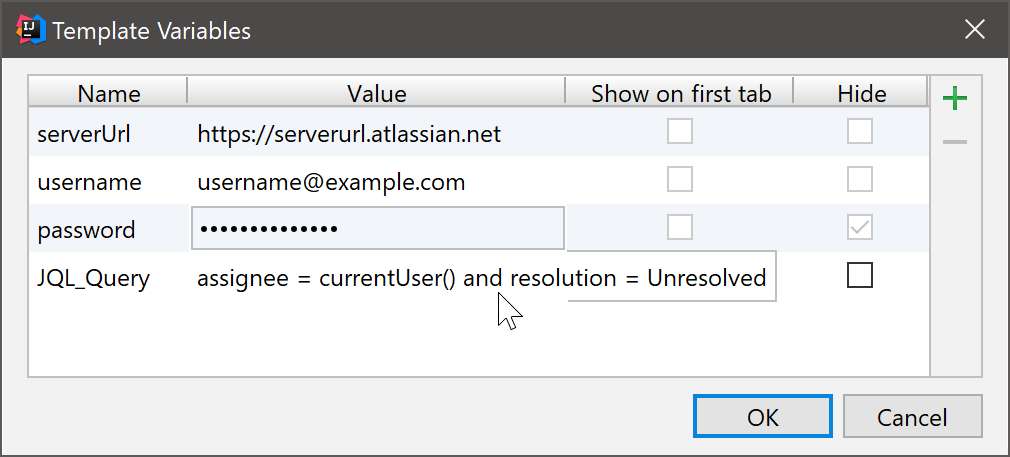 IJ
Template Variables
Name Value Show on first tab Hide
serverUrl https://serverurl.atlassian.net
username username@example.com
password ••••••••••••••
JQL_Query assignee = currentUser() and resolution = Unresolved
OK Cancel